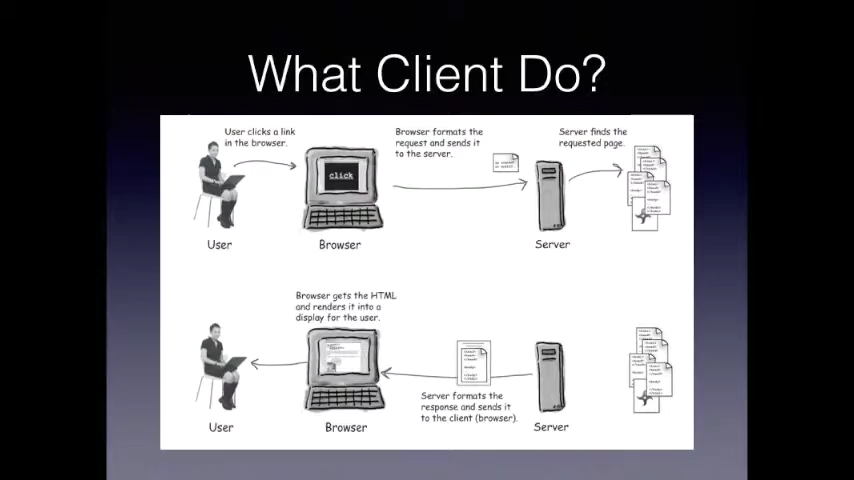 What Client Do?
User clicks a link
in the browser.
Browser formats the
request and sends it
to the server.
Server finds the
requested page.
click
User
Browser
Server
Browser gets the HTML
and renders it into a
display for the user.
Server formats the
response and sends it
to the client (browser).
User
Browser
Server